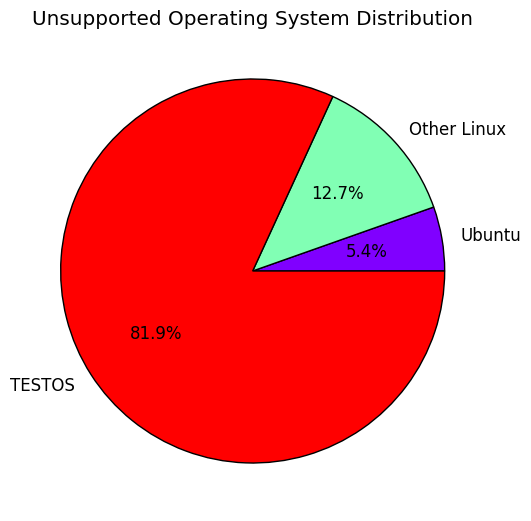 Unsupported Operating System Distribution
Other Linux
12.7%
Ubuntu
5.4%
81.9%
TESTOS